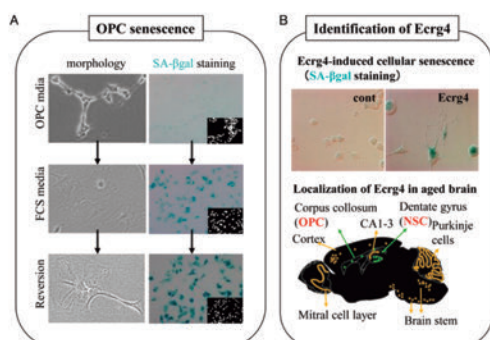 A
OPC senescence
morphology
SA-βgal staining
OPC mdia
FCS media
Reversion
B
Identification of Ecrg4
Ecrg4-induced cellular senescence
(SA-βgal staining)
cont
Ecrg4
Localization of Ecrg4 in aged brain
Corpus collosum
(OPC)
Dentate gyrus
(NSC)
CA1-3
Purkinje
cells
Cortex
Mitral cell layer
Brain stem